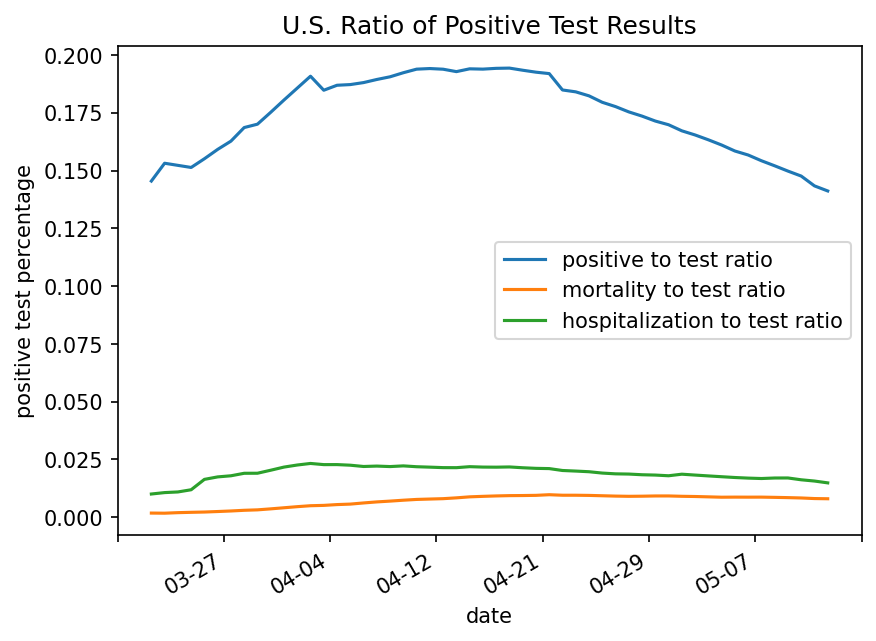 U.S. Ratio of Positive Test Results
0.200
0.175
0.150
0.125
0.100
0.075
0.050
0.025
0.000
positive test percentage
positive to test ratio
mortality to test ratio
hospitalization to test ratio
03-27
04-04
04-12
04-21
04-29
05-07
date